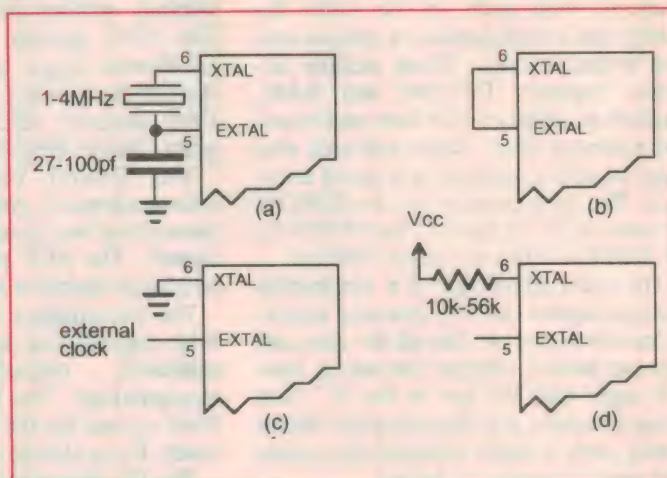 6
XTAL
1-4MHz
EXTAL
5
27-100pf
(a)
6
XTAL
EXTAL
5
(b)
6
XTAL
external
clock
EXTAL
5
(c)
Vcc
6
XTAL
10k-56k
EXTAL
5
(d)